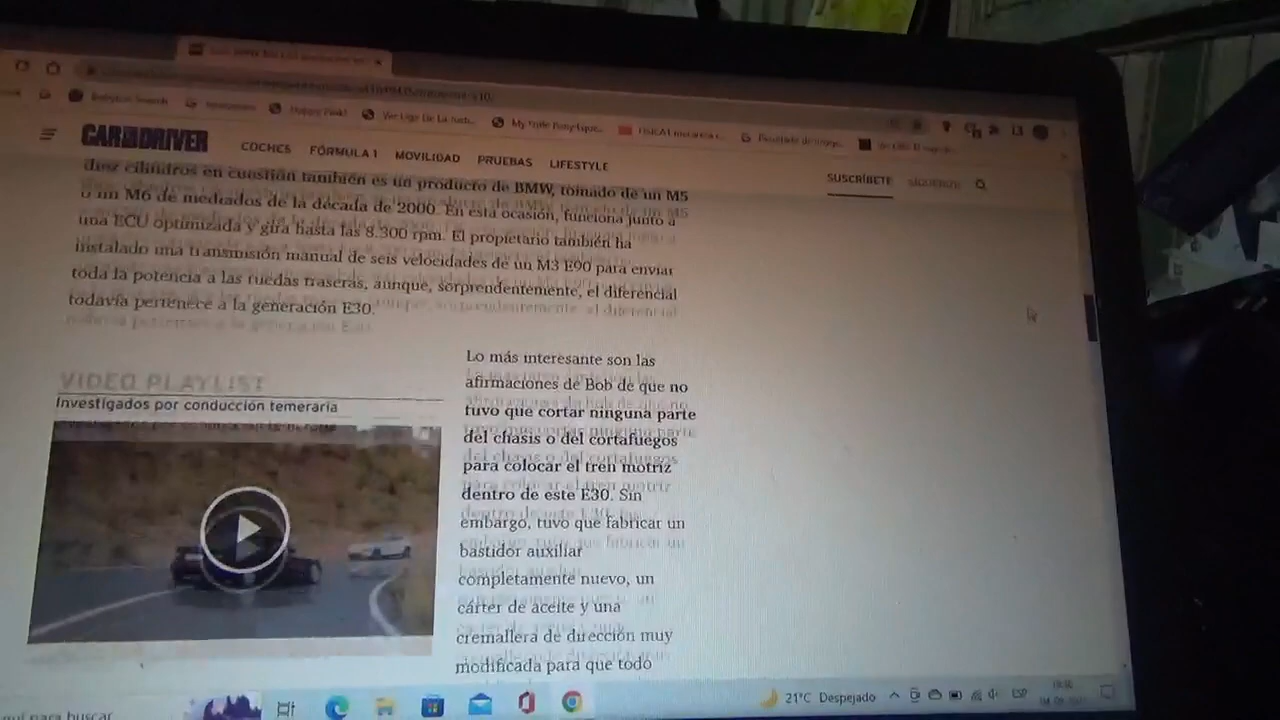 Happy Pink!
CAR and DRIVER
COCHES FÓRMULA 1 MOVILIDAD PRUEBAS LIFESTYLE
SUSCRÍBETE SÍGUENOS
diez cilindros en cuestión también es un producto de BMW, tomado de un M5
o un M6 de mediados de la década de 2000. En esta ocasión, funciona junto a
una ECU optimizada y gira hasta las 8.300 rpm. El propietario también ha
instalado una transmisión manual de seis velocidades de un M3 E90 para enviar
toda la potencia a las ruedas traseras, aunque, sorprendentemente, el diferencial
todavía pertenece a la generación E30.
VIDEO PLAYLIST
Investigados por conducción temeraria
Lo más interesante son las
afirmaciones de Bob de que no
tuvo que cortar ninguna parte
del chasis o del cortafuegos
para colocar el tren motriz
dentro de este E30. Sin
embargo, tuvo que fabricar un
bastidor auxiliar
completamente nuevo, un
cárter de aceite y una
cremallera de dirección muy
modificada para que todo
para buscar
21°C Despejado
ESP